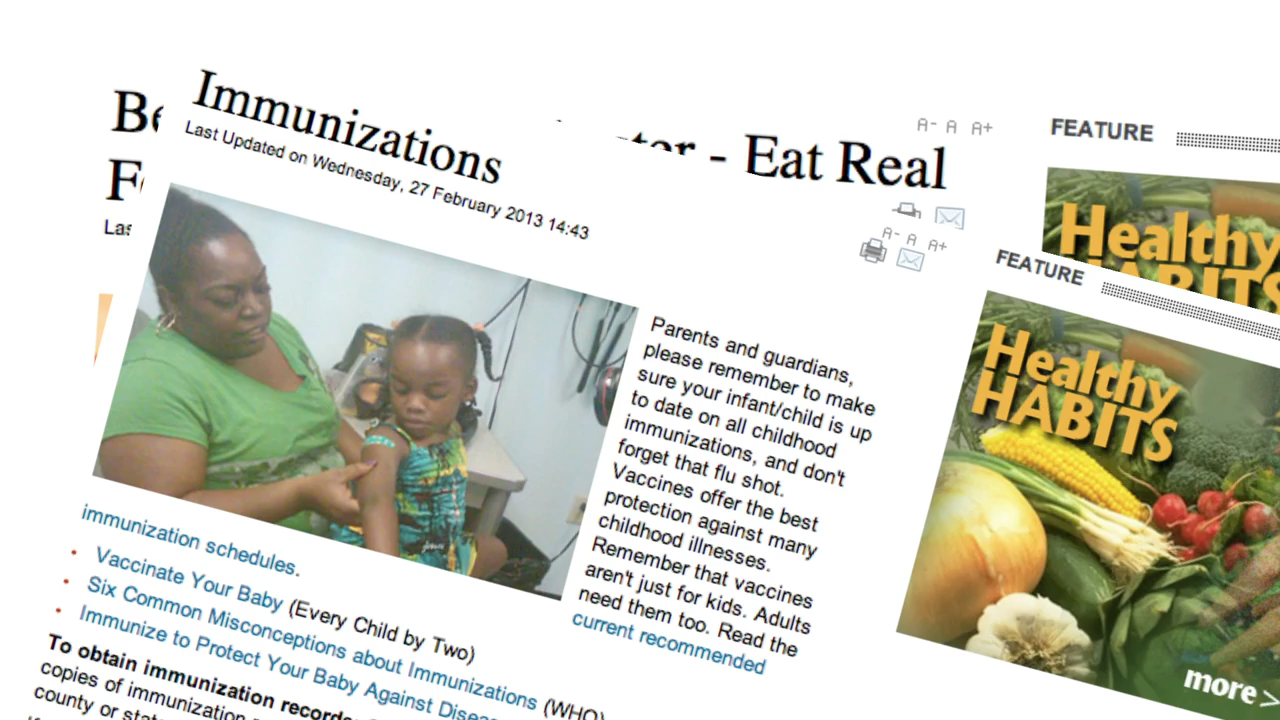 Be
- Eat Real
Las
A- A A+
FEATURE
Healthy
HABITS
Immunizations
Last Updated on Wednesday, 27 February 2013 14:43
A- A A+
Parents and guardians,
please remember to make
sure your infant/child is up
to date on all childhood
immunizations, and don't
forget that flu shot.
Vaccines offer the best
protection against many
childhood illnesses.
Remember that vaccines
aren't just for kids. Adults
need them too. Read the
current recommended
immunization schedules.
Vaccinate Your Baby (Every Child by Two)
Six Common Misconceptions about Immunizations (WHO)
Immunize to Protect Your Baby Against
To obtain immunization records
copies of immunization
county or
FEATURE
Healthy
HABITS
more >